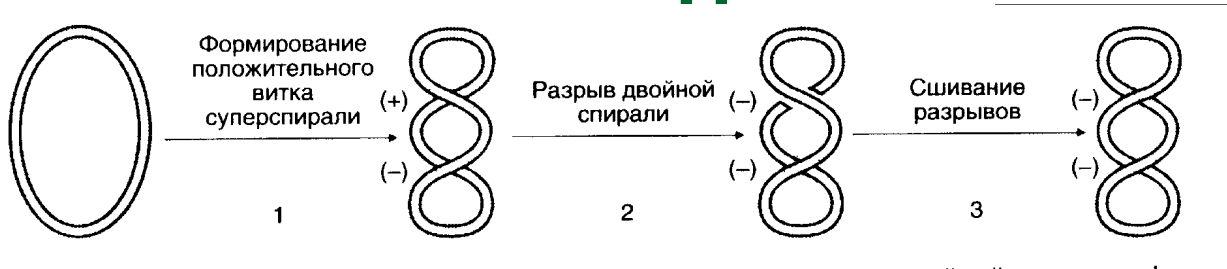 Формирование
положительного
витка
суперспирали
(+)
(–)
1
Разрыв двойной
спирали
(–)
(–)
2
Сшивание
разрывов
(–)
(–)
3